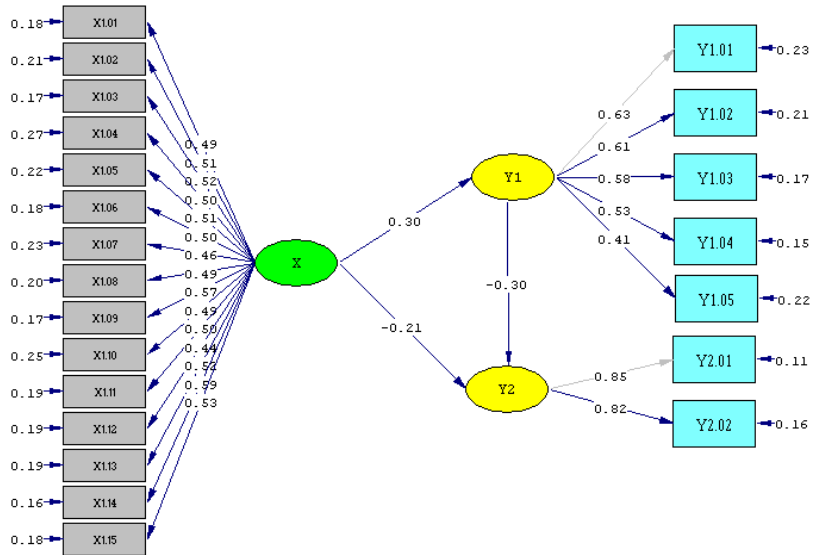 0.18 X1.01
0.21 X1.02
0.17 X1.03
0.27 X1.04
0.22 X1.05
0.18 X1.06
0.23 X1.07
0.20 X1.08
0.17 X1.09
0.25 X1.10
0.19 X1.11
0.19 X1.12
0.19 X1.13
0.16 X1.14
0.18 X1.15
0.49
0.51
0.52
0.50
0.51
0.50
0.46
0.49
0.57
0.49
0.50
0.44
0.59
0.53
X
0.30
-0.21
Y1
-0.30
Y2
0.63
0.61
0.58
0.53
0.41
0.85
0.82
Y1.01 0.23
Y1.02 0.21
Y1.03 0.17
Y1.04 0.15
Y1.05 0.22
Y2.01 0.11
Y2.02 0.16